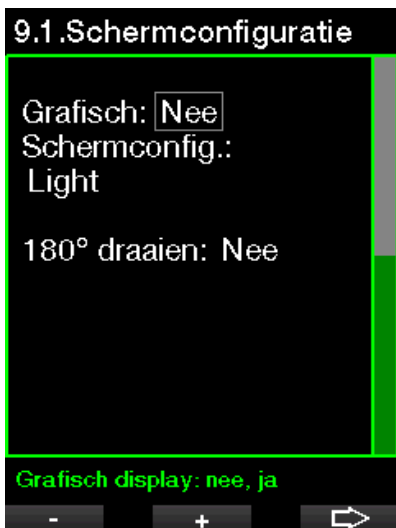 9.1.Schermconfiguratie
Grafisch: Nee
Schermconfig.:
Light
180° draaien: Nee
Grafisch display: nee, ja
- +